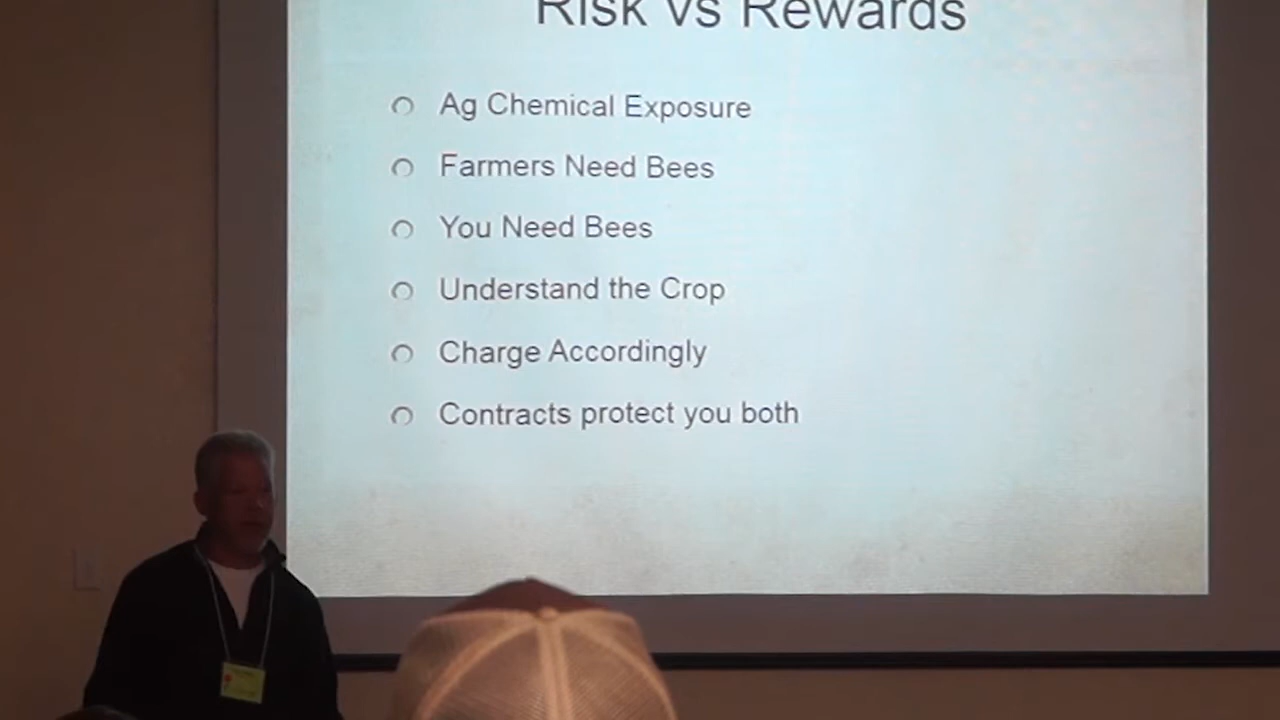 Risk vs Rewards
Ag Chemical Exposure
Farmers Need Bees
You Need Bees
Understand the Crop
Charge Accordingly
Contracts protect you both